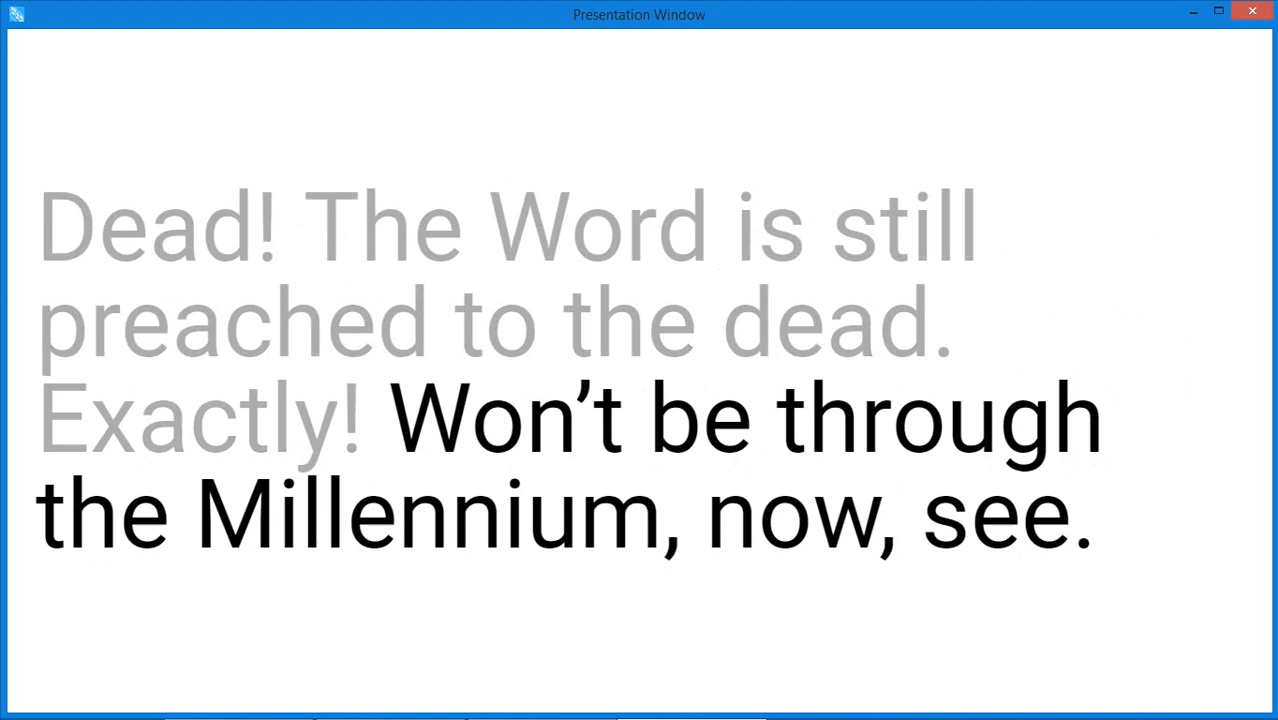 Presentation Window
Dead! The Word is still
preached to the dead.
Exactly! Won’t be through
the Millennium, now, see.